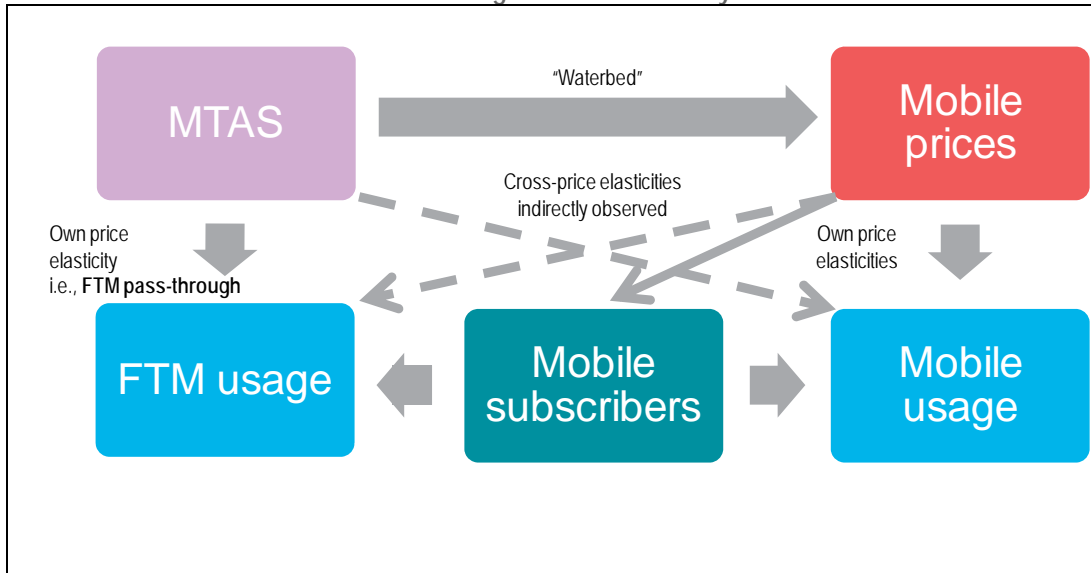 MTAS
"Waterbed"
Mobile
prices
Cross-price elasticities
indirectly observed
Own price
elasticity
i.e., FTM pass-through
Own price
elasticities
FTM usage
Mobile
subscribers
Mobile
usage